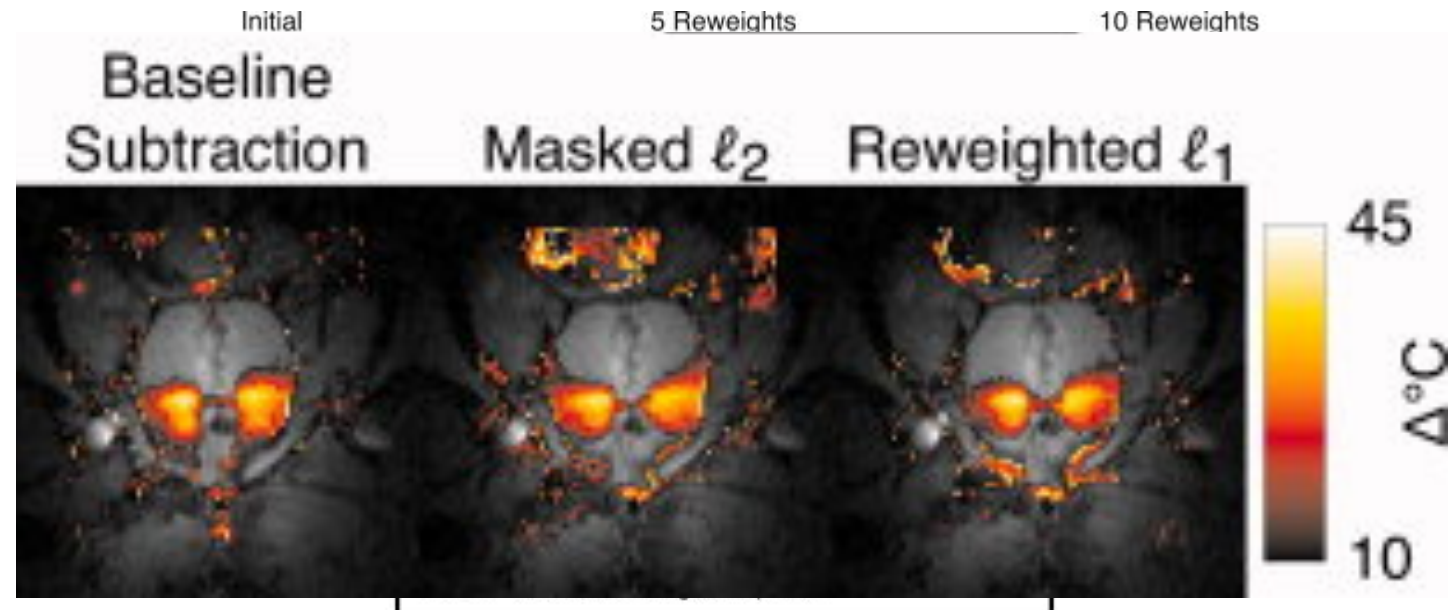 Initial 5 Reweights 10 Reweights
Baseline
Subtraction Masked ℓ2 Reweighted ℓ1
45
Δ°C
10